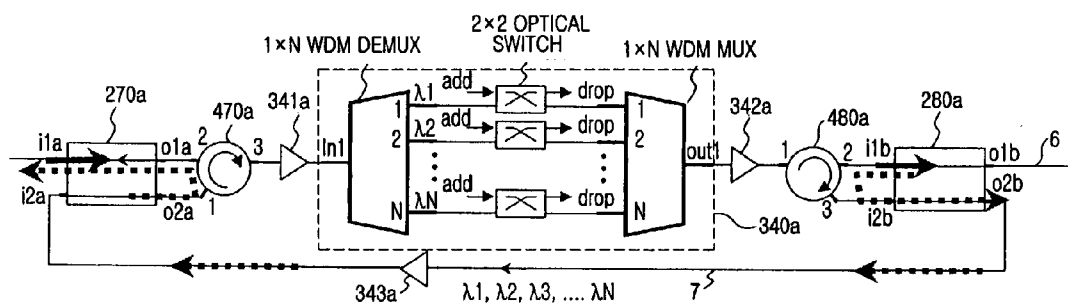 2×2 OPTICAL
SWITCH
1×N WDM DEMUX
1×N WDM MUX
270a
470a
341a
λ1
add
drop
1
342a
480a
280a
i1a
o1a
2
3
In1
λ2
add
drop
2
out1
1
2
i1b
o1b
6
i2a
o2a
1
3
i2b
o2b
N
λN
add
drop
N
340a
343a
λ1, λ2, λ3, .... λN
7
1
2